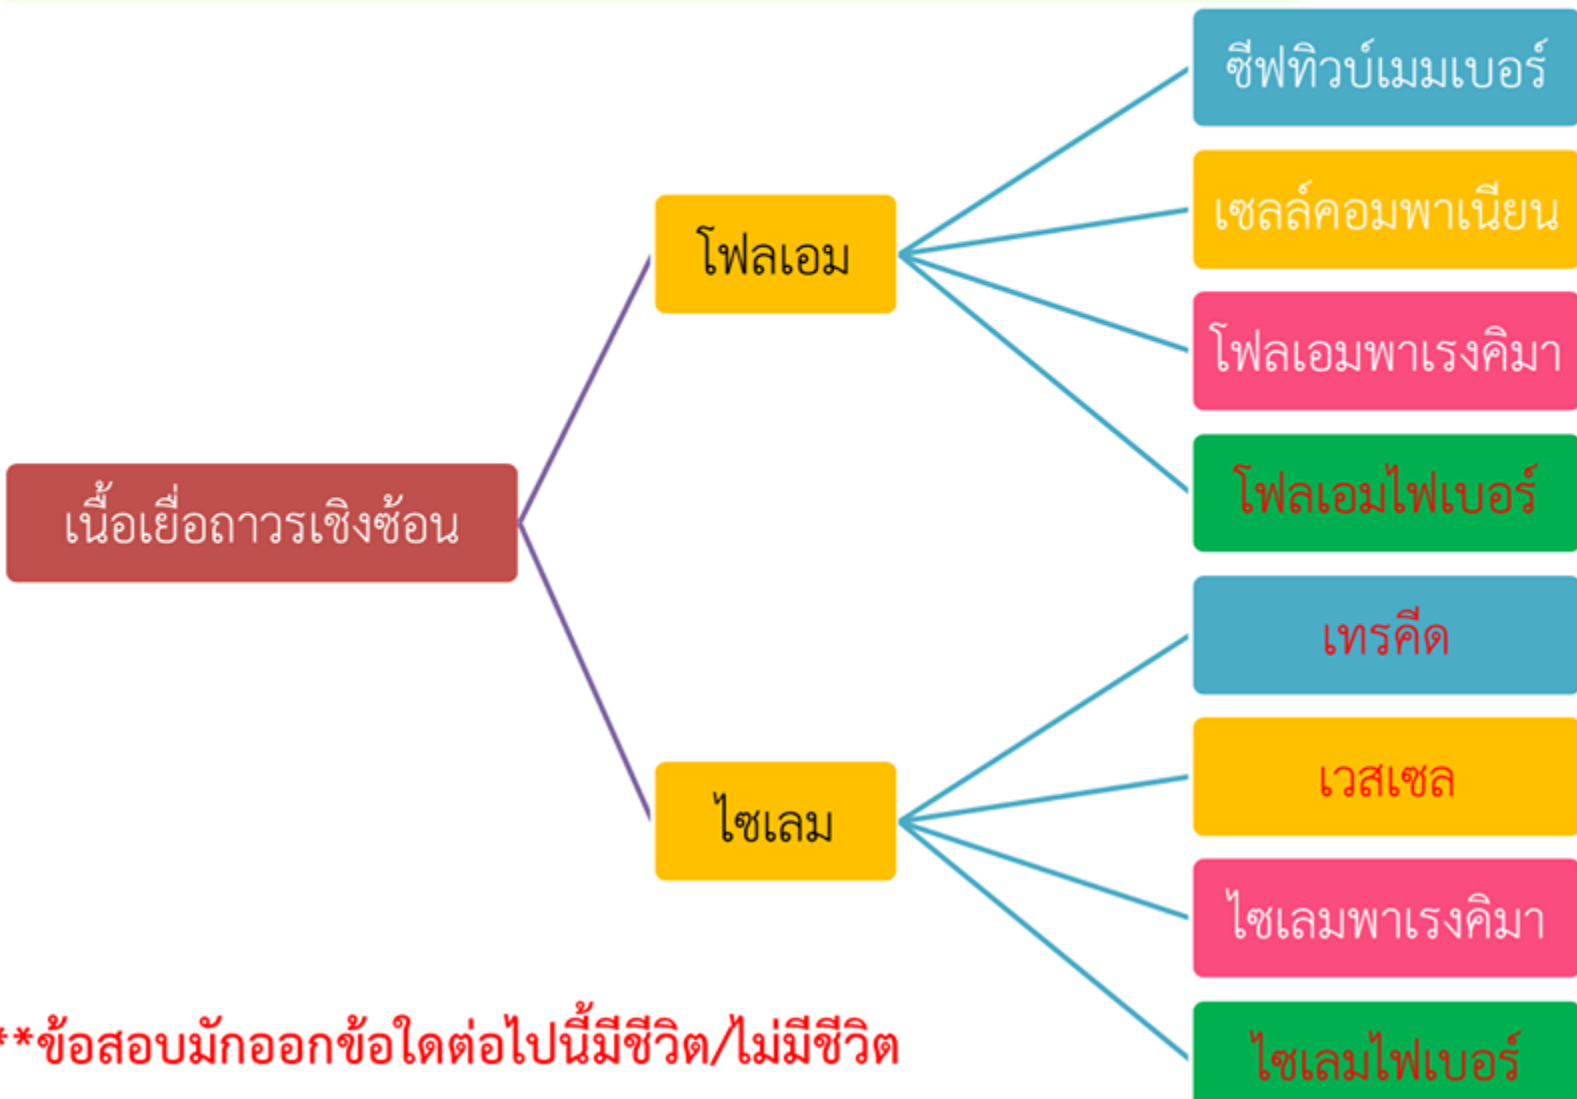 ซีฟทิวบ์เมมเบอร์
เซลล์คอมพาเนียน
โฟลเอม
โฟลเอมพาเรงคิมา
โฟลเอมไฟเบอร์
เนื้อเยื่อถาวรเชิงซ้อน
เทรคีด
เวสเซล
ไซเลม
ไซเลมพาเรงคิมา
ไซเลมไฟเบอร์
**ข้อสอบมักออกข้อใดต่อไปนี้มีชีวิต/ไม่มีชีวิต